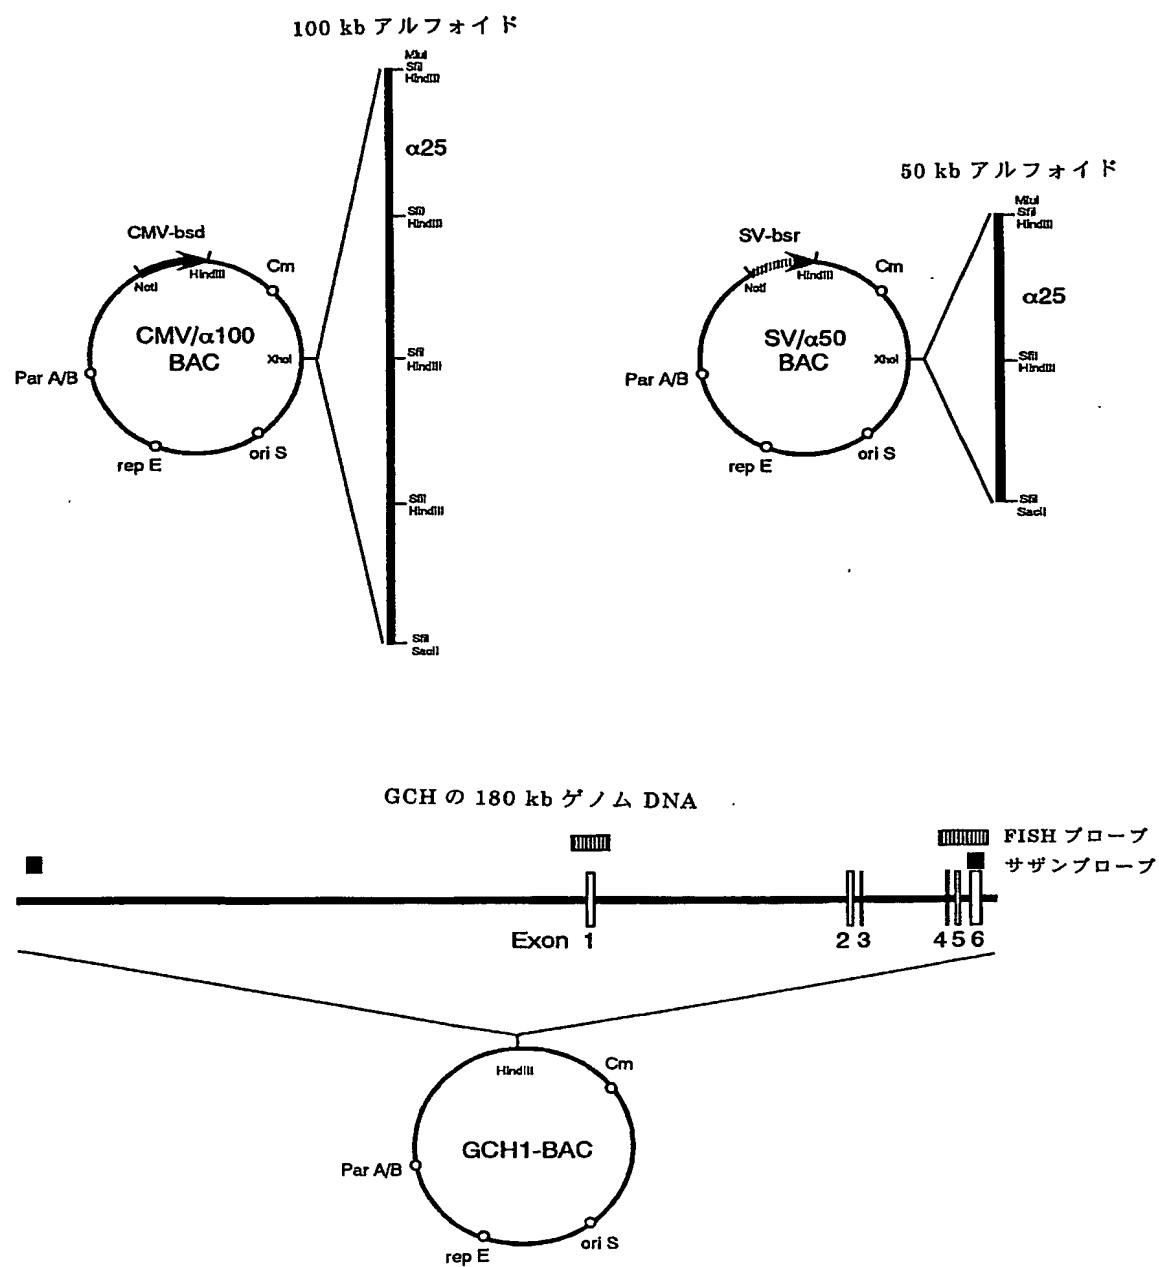 100 kb アルフォイド
MluI
SfiI
HindIII
α25
SfiI
HindIII
CMV-bsd
NotI
HindIII
Cm
CMV/α100
BAC
XhoI
SfiI
HindIII
Par A/B
rep E
ori S
SfiI
HindIII
SfiI
SacII
50 kb アルフォイド
MluI
SfiI
HindIII
SV-bsr
NotI
HindIII
Cm
α25
SV/α50
BAC
XhoI
SfiI
HindIII
Par A/B
rep E
ori S
SfiI
SacII
GCH の 180 kb ゲノム DNA
FISH プローブ
サザンプローブ
Exon 1 2 3 4 5 6
HindIII
Cm
GCH1-BAC
Par A/B
rep E
ori S